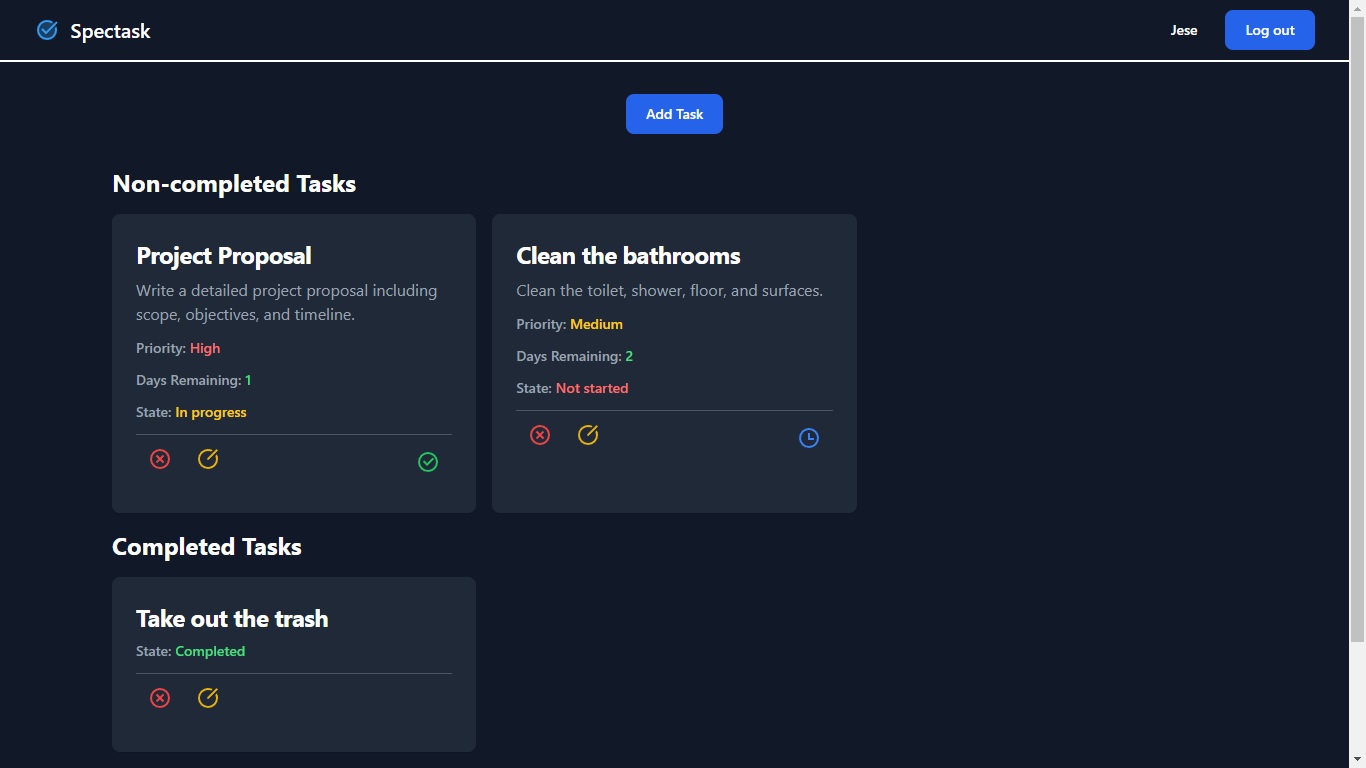 Spectask
Jese
Log out
Add Task
Non-completed Tasks
Project Proposal
Write a detailed project proposal including
scope, objectives, and timeline.
Priority: High
Days Remaining: 1
State: In progress
Clean the bathrooms
Clean the toilet, shower, floor, and surfaces.
Priority: Medium
Days Remaining: 2
State: Not started
Completed Tasks
Take out the trash
State: Completed